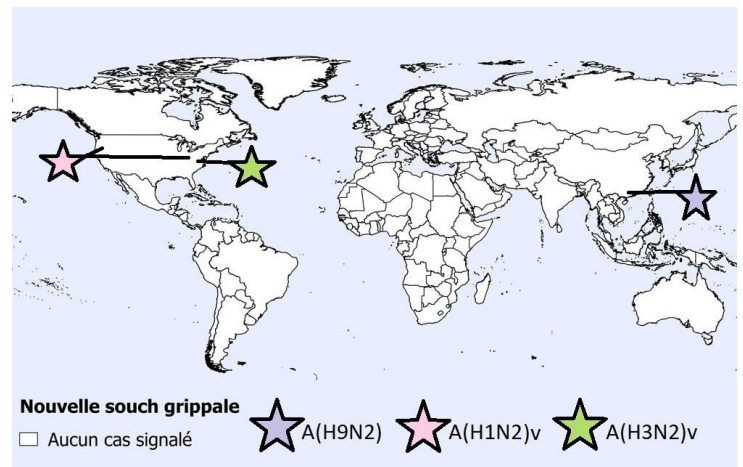 Nouvelle souch grippale
Aucun cas signalé
A(H9N2)
A(H1N2)v
A(H3N2)v